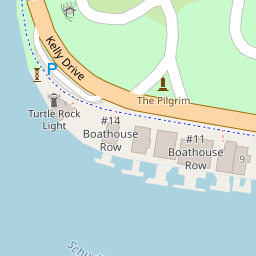 Kelly Drive
P
The Pilgrim
Turtle Rock
Light
#14
Boathouse
Row
#11
Boathouse
Row
9